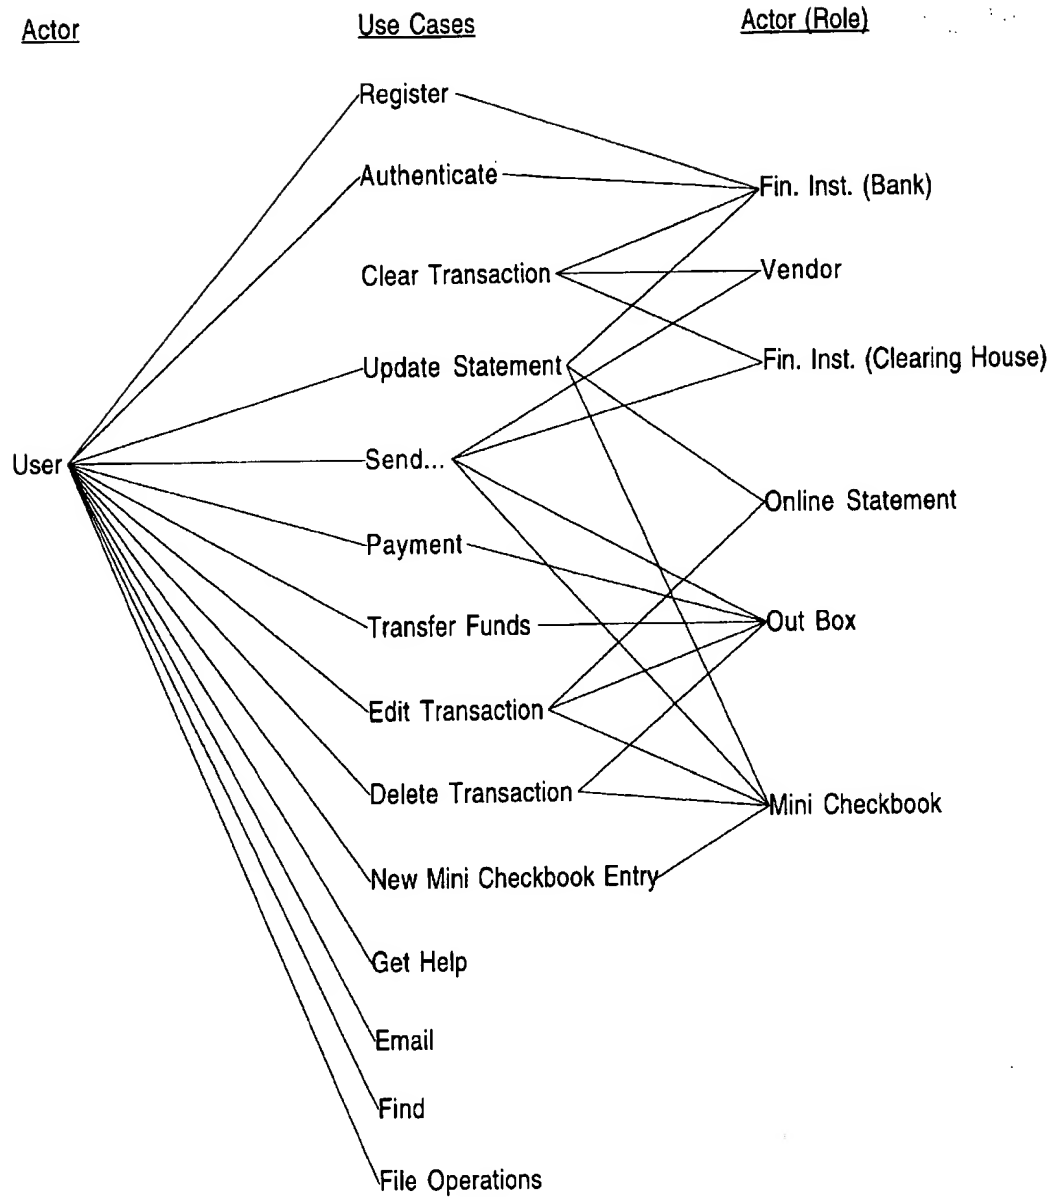 Actor
Use Cases
Actor (Role)
Register
Authenticate
Fin. Inst. (Bank)
Clear Transaction
Vendor
Update Statement
Fin. Inst. (Clearing House)
User
Send...
Online Statement
Payment
Transfer Funds
Out Box
Edit Transaction
Delete Transaction
Mini Checkbook
New Mini Checkbook Entry
Get Help
Email
Find
File Operations